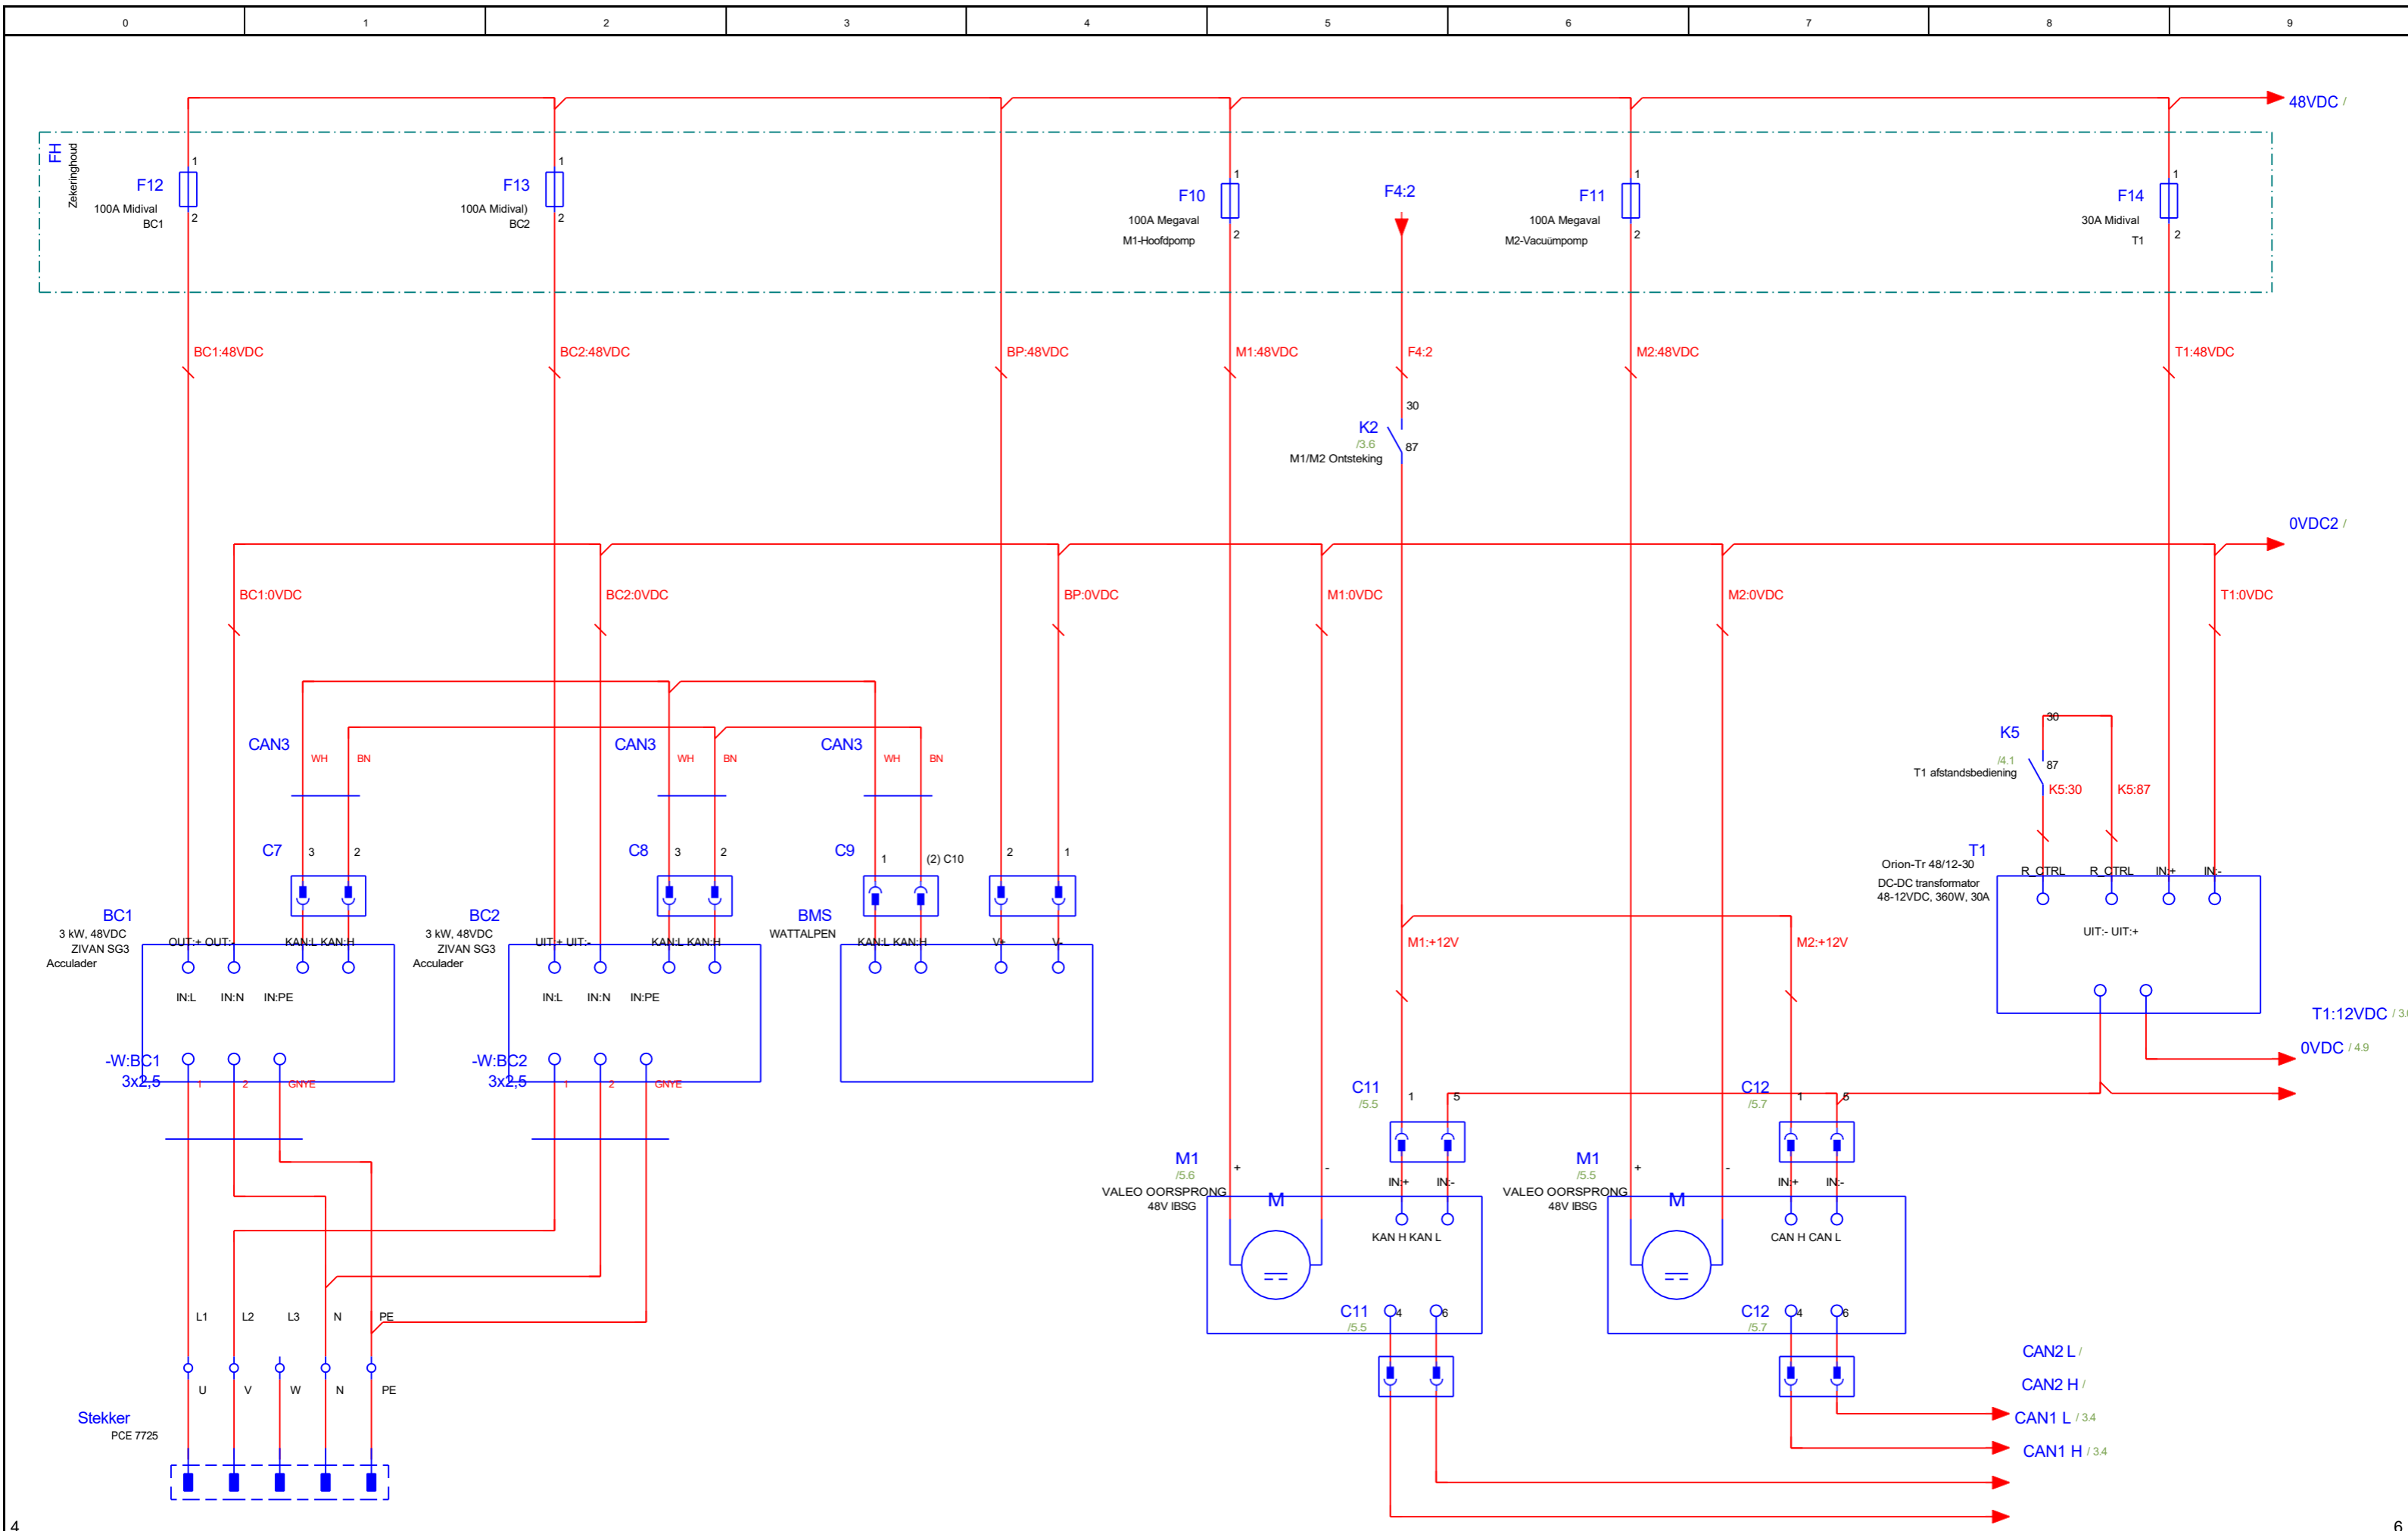 0 1 2 3 4 5 6 7 8 9
48VDC /
FH
Zekeringhoud
F12
100A Midival
BC1
1
2
F13
100A Midival)
BC2
1
2
F10
100A Megaval
M1-Hoofdpomp
1
2
F4:2
F11
100A Megaval
M2-Vacuümpomp
1
2
F14
30A Midival
T1
1
2
BC1:48VDC
BC2:48VDC
BP:48VDC
M1:48VDC
F4:2
M2:48VDC
T1:48VDC
30
K2
/3.6
M1/M2 Ontsteking
87
0VDC2 /
BC1:0VDC
BC2:0VDC
BP:0VDC
M1:0VDC
M2:0VDC
T1:0VDC
CAN3
WH
BN
CAN3
WH
BN
CAN3
WH
BN
30
K5
/4.1
T1 afstandsbediening
87
K5:30
K5:87
C7
3
2
C8
3
2
C9
1
(2) C10
2
1
T1
Orion-Tr 48/12-30
DC-DC transformator
48-12VDC, 360W, 30A
R_CTRL
R_CTRL
IN:+
IN:-
UIT:- UIT:+
BC1
3 kW, 48VDC
ZIVAN SG3
Acculader
OUT:+ OUT:-
KAN:L KAN:H
IN:L
IN:N
IN:PE
BC2
3 kW, 48VDC
ZIVAN SG3
Acculader
UIT:+ UIT:-
KAN:L KAN:H
IN:L
IN:N
IN:PE
BMS
WATTALPEN
KAN:L KAN:H
V+
V-
M1:+12V
M2:+12V
T1:12VDC / 3.
0VDC / 4.9
-W:BC1
3x2,5
1
2
GNYE
-W:BC2
3x2,5
1
2
GNYE
C11
/5.5
1
5
C12
/5.7
1
5
M1
/5.6
VALEO OORSPRONG
48V IBSG
+
-
M
IN:+
IN:-
KAN H KAN L
C11
/5.5
4
6
M1
/5.5
VALEO OORSPRONG
48V IBSG
+
-
M
IN:+
IN:-
CAN H CAN L
C12
/5.7
4
6
L1
L2
L3
N
PE
U
V
W
N
PE
Stekker
PCE 7725
CAN2 L /
CAN2 H /
CAN1 L / 3.4
CAN1 H / 3.4
4
6